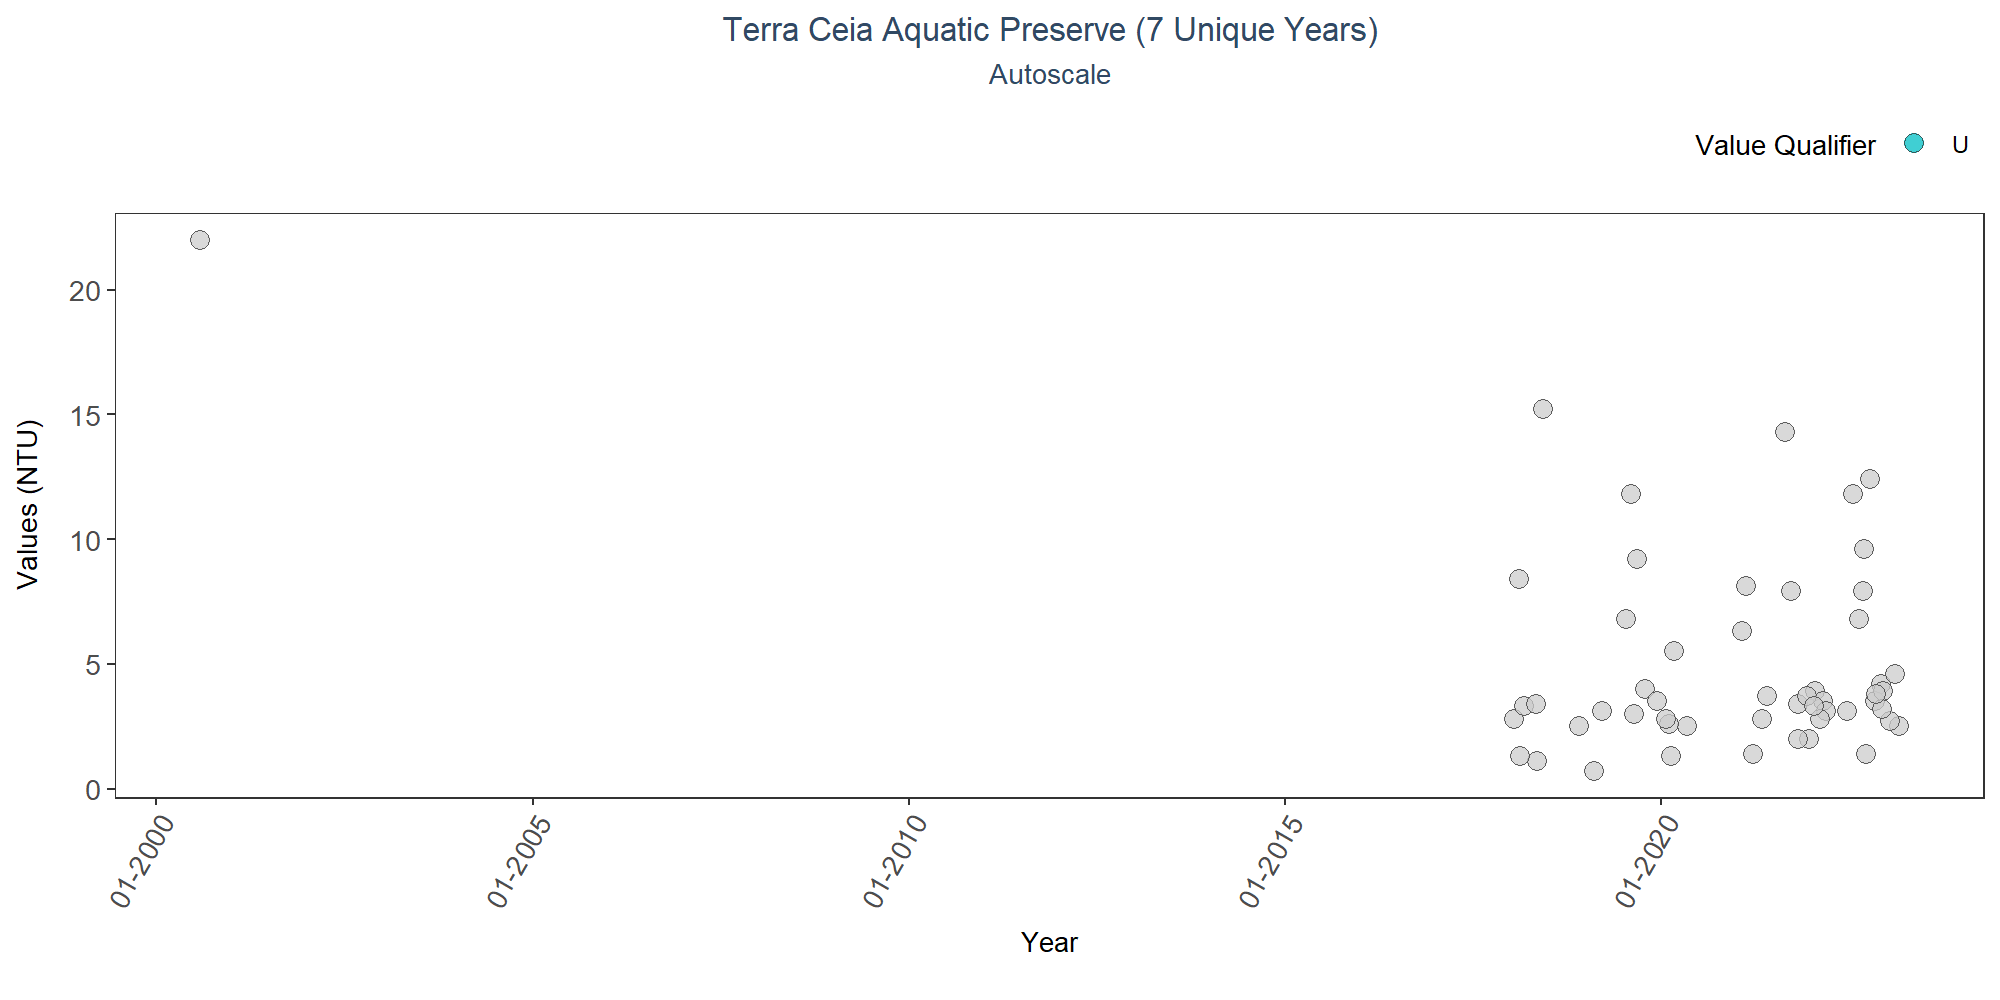 Terra Ceia Aquatic Preserve (7 Unique Years)
Autoscale
Value Qualifier U
Values (NTU)
20
15
10
5
0
01-2000 01-2005 01-2010 01-2015 01-2020
Year